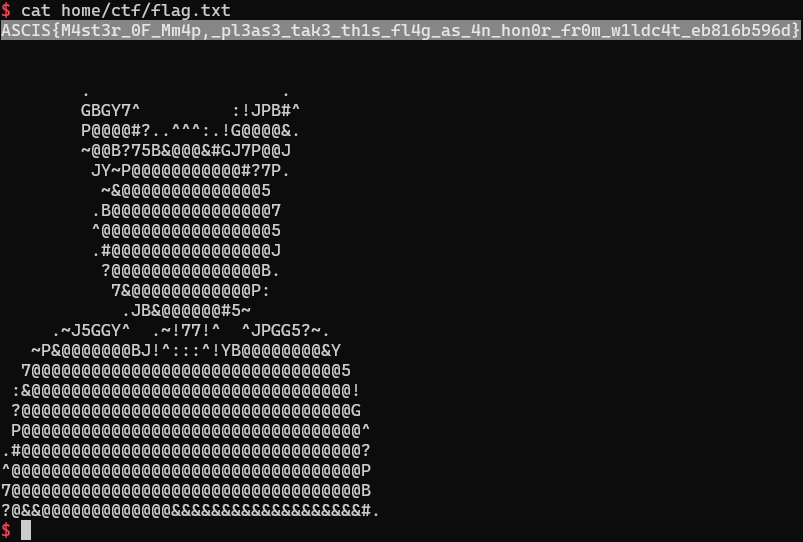 $ cat home/ctf/flag.txt
ASCIS{M4st3r_0F_Mm4p,_pl3as3_tak3_th1s_fl4g_as_4n_hon0r_fr0m_w1ldc4t_eb816b596d}
        .                   .
        GBGY7^         :!JPB#^
        P@@@@#?..^^^:.!G@@@@&.
        ~@@B?75B&@@@&#GJ7P@@J
         JY~P@@@@@@@@@@@#?7P.
          ~&@@@@@@@@@@@@@@5
         .B@@@@@@@@@@@@@@@@7
         ^@@@@@@@@@@@@@@@@@5
         .#@@@@@@@@@@@@@@@@J
          ?@@@@@@@@@@@@@@@B.
           7&@@@@@@@@@@@@P:
            .JB&@@@@@@#5~
     .~J5GGY^  .~!77!^  ^JPGG5?~.
   ~P&@@@@@@@BJ!^:::^!YB@@@@@@@@&Y
  7@@@@@@@@@@@@@@@@@@@@@@@@@@@@@@@5
 :&@@@@@@@@@@@@@@@@@@@@@@@@@@@@@@@@!
 ?@@@@@@@@@@@@@@@@@@@@@@@@@@@@@@@@@G
 P@@@@@@@@@@@@@@@@@@@@@@@@@@@@@@@@@@^
.#@@@@@@@@@@@@@@@@@@@@@@@@@@@@@@@@@@?
^@@@@@@@@@@@@@@@@@@@@@@@@@@@@@@@@@@@P
7@@@@@@@@@@@@@@@@@@@@@@@@@@@@@@@@@@@B
?@&&@@@@@@@@@@@@@&&&&&&&&&&&&&&&&&&&#.
$